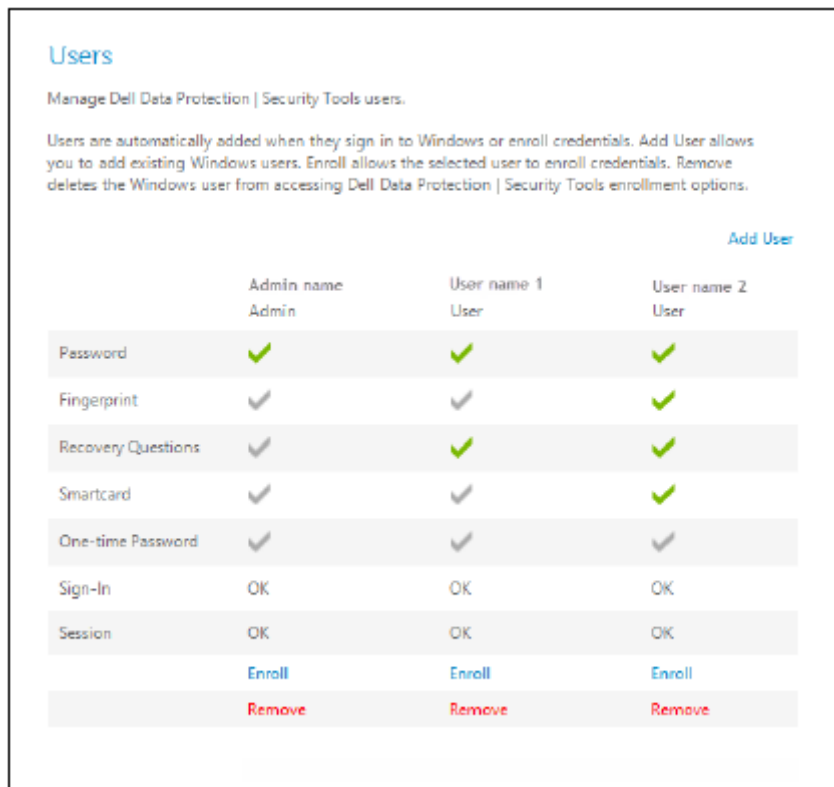 Users
Manage Dell Data Protection | Security Tools users.
Users are automatically added when they sign in to Windows or enroll credentials. Add User allows
you to add existing Windows users. Enroll allows the selected user to enroll credentials. Remove
deletes the Windows user from accessing Dell Data Protection | Security Tools enrollment options.
Add User
Admin name User name 1 User name 2
Admin User User
Password
Fingerprint
Recovery Questions
Smartcard
One-time Password
Sign-In OK OK OK
Session OK OK OK
Enroll Enroll Enroll
Remove Remove Remove